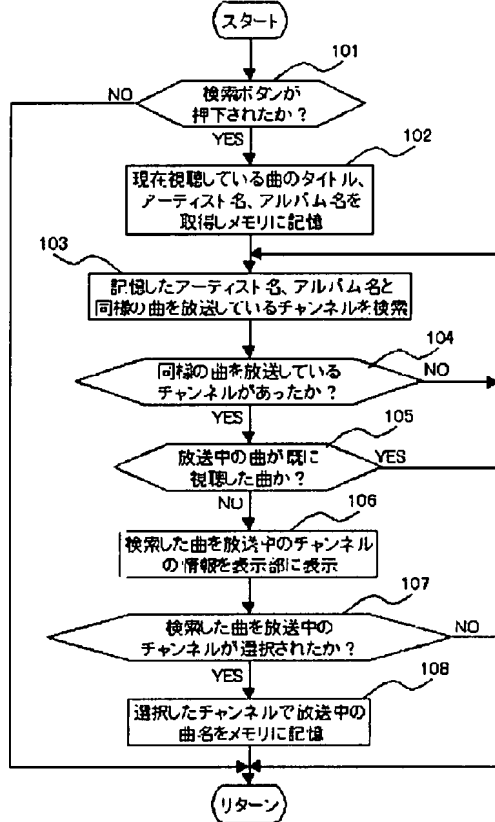 スタート
101
検索ボタンが
押下されたか？
NO
YES
102
現在視聴している曲のタイトル、
アーティスト名、アルバム名を
取得しメモリに記憶
103
記憶したアーティスト名、アルバム名と
同様の曲を放送しているチャンネルを検索
104
同様の曲を放送している
チャンネルがあったか？
NO
YES
105
放送中の曲が既に
視聴した曲か？
YES
NO
106
検索した曲を放送中のチャンネル
の情報を表示部に表示
107
検索した曲を放送中の
チャンネルが選択されたか？
NO
YES
108
選択したチャンネルで放送中の
曲名をメモリに記憶
リターン